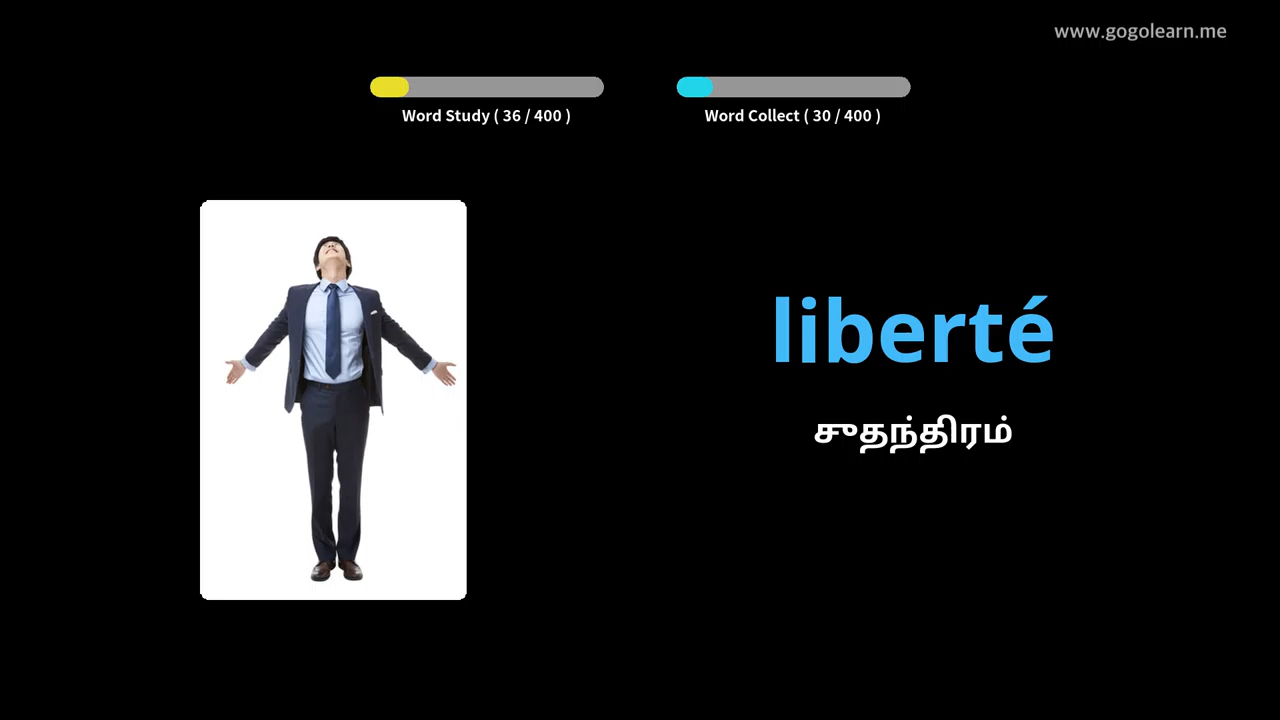 www.gogolearn.me
Word Study ( 36 / 400 )
Word Collect ( 30 / 400 )
liberté
சுதந்திரம்